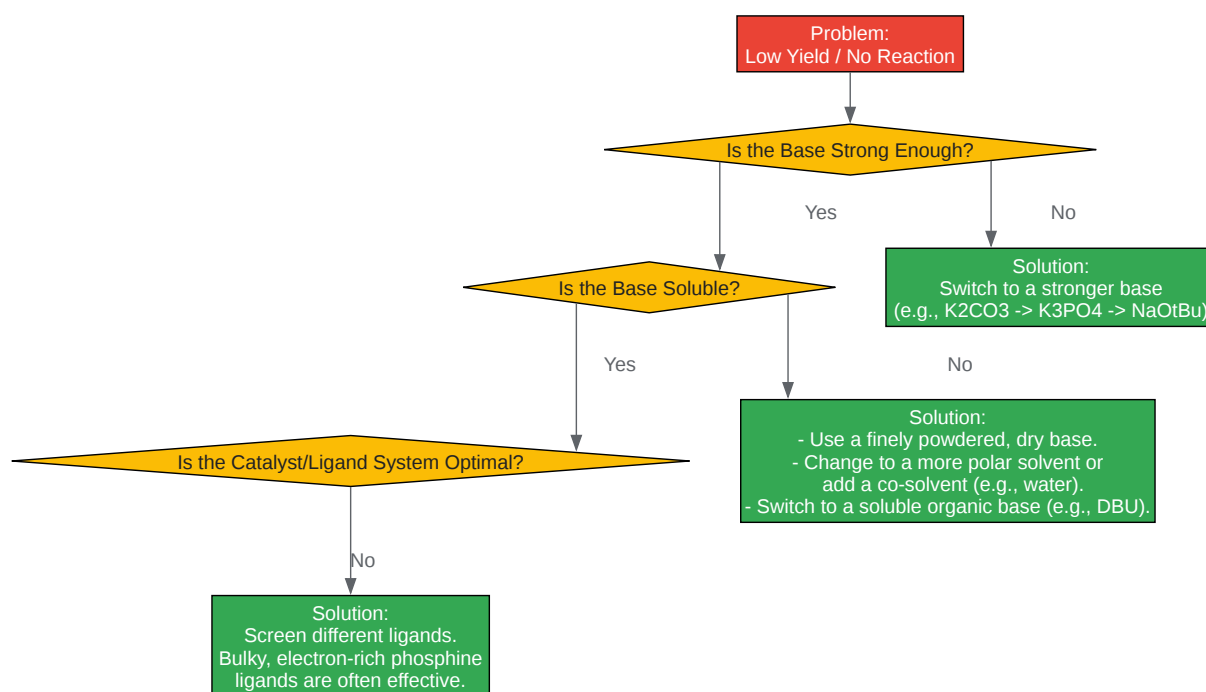 Problem:
Low Yield / No Reaction
Is the Base Strong Enough?
Yes
No
Solution:
Switch to a stronger base
(e.g., K2CO3 -> K3PO4 -> NaOtBu)
Is the Base Soluble?
Yes
No
Solution:
- Use a finely powdered, dry base.
- Change to a more polar solvent or
add a co-solvent (e.g., water).
- Switch to a soluble organic base (e.g., DBU).
Is the Catalyst/Ligand System Optimal?
No
Solution:
Screen different ligands.
Bulky, electron-rich phosphine
ligands are often effective.